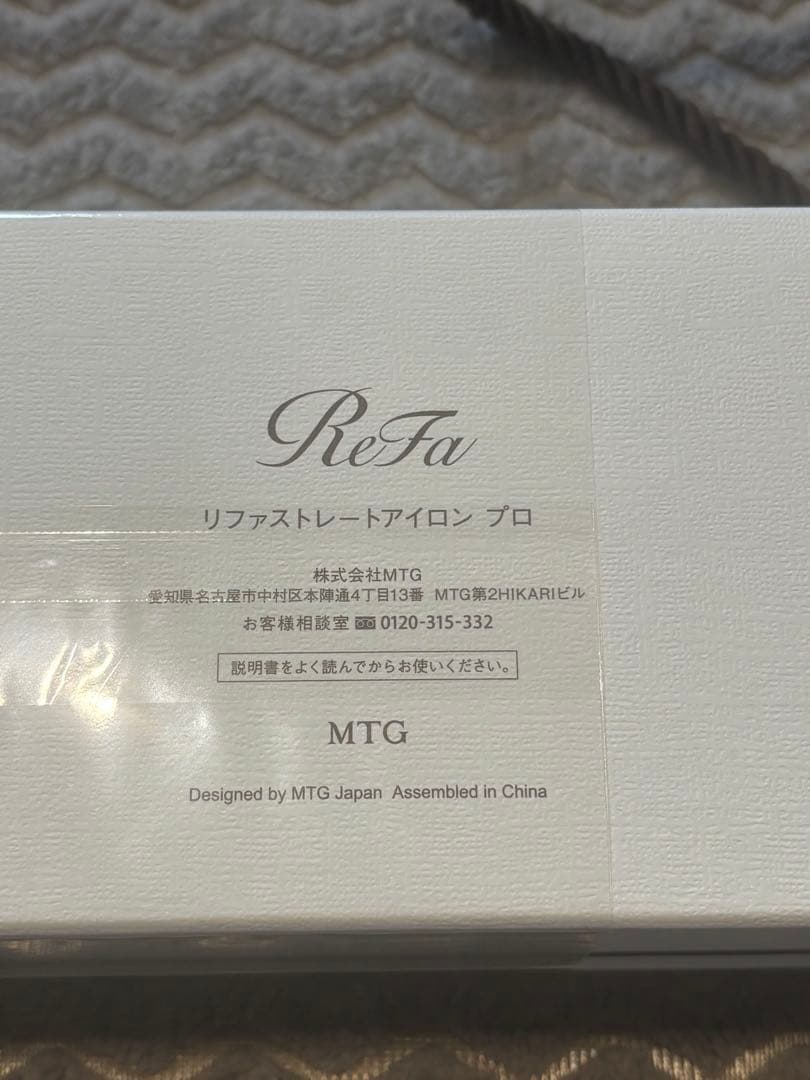 ReFa
リファストレートアイロン プロ
株式会社MTG
愛知県名古屋市中村区本陣通4丁目13番 MTG第2HIKARIビル
お客様相談室 0120-315-332
説明書をよく読んでからお使いください。
MTG
Designed by MTG Japan Assembled in China